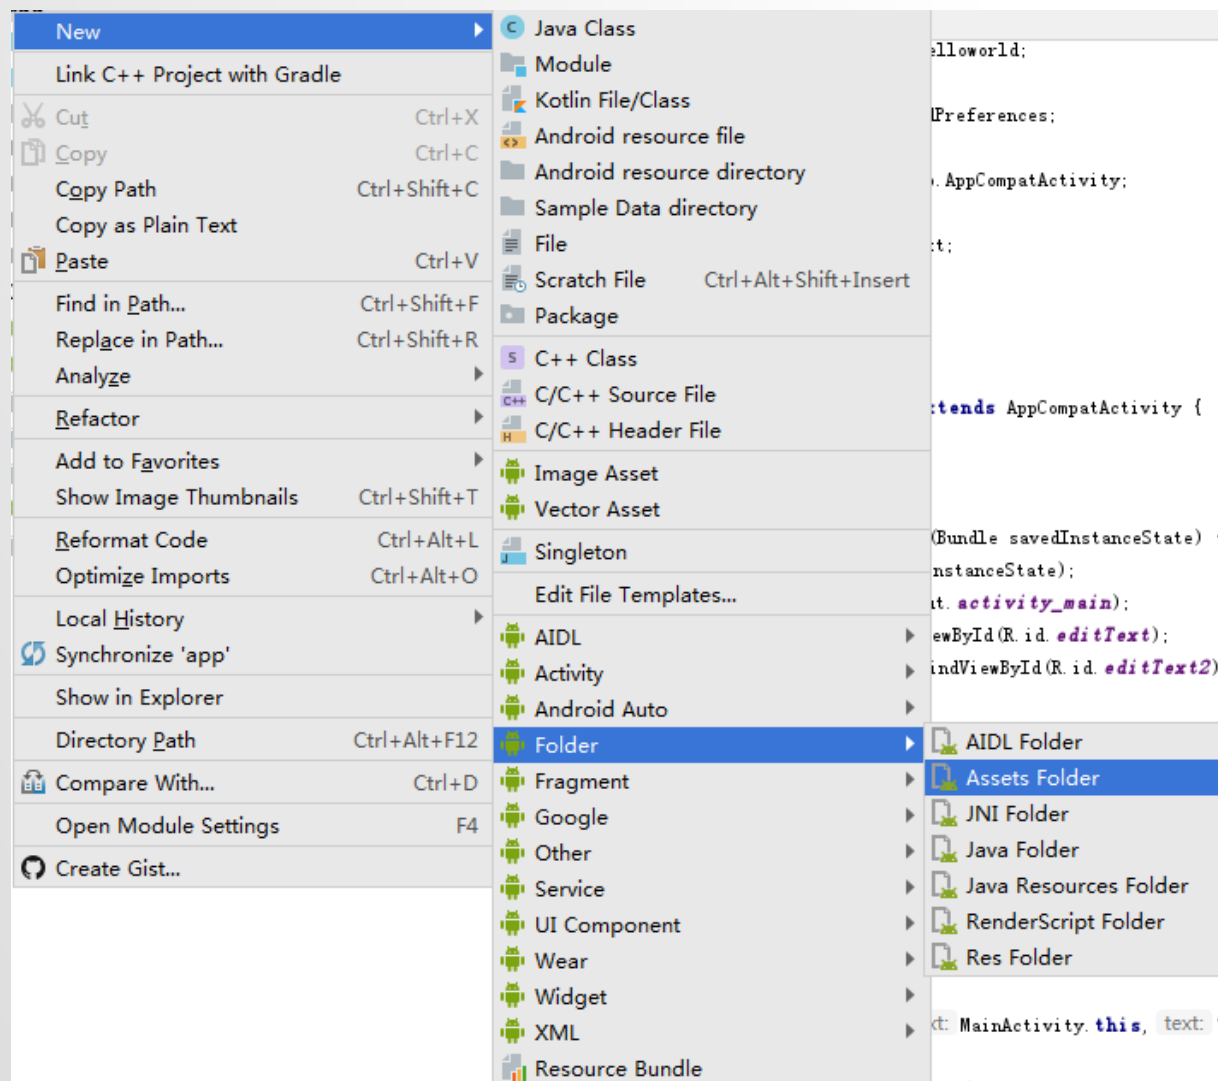 New
Link C++ Project with Gradle
Cut Ctrl+X
Copy Ctrl+C
Copy Path Ctrl+Shift+C
Copy as Plain Text
Paste Ctrl+V
Find in Path... Ctrl+Shift+F
Replace in Path... Ctrl+Shift+R
Analyze
Refactor
Add to Favorites
Show Image Thumbnails Ctrl+Shift+T
Reformat Code Ctrl+Alt+L
Optimize Imports Ctrl+Alt+O
Local History
Synchronize 'app'
Show in Explorer
Directory Path Ctrl+Alt+F12
Compare With... Ctrl+D
Open Module Settings F4
Create Gist...
Java Class
Module
Kotlin File/Class
Android resource file
Android resource directory
Sample Data directory
File
Scratch File Ctrl+Alt+Shift+Insert
Package
C++ Class
C/C++ Source File
C/C++ Header File
Image Asset
Vector Asset
Singleton
Edit File Templates...
AIDL
Activity
Android Auto
Folder
Fragment
Google
Other
Service
UI Component
Wear
Widget
XML
Resource Bundle
AIDL Folder
Assets Folder
JNI Folder
Java Folder
Java Resources Folder
RenderScript Folder
Res Folder
elloworld;
dPreferences;
p.AppCompatActivity;
xt;
xtends AppCompatActivity {
(Bundle savedInstanceState)
nstanceState);
ut.activity_main);
ewById(R.id.editText);
indViewById(R.id.editText2)
xt: MainActivity.this, text: